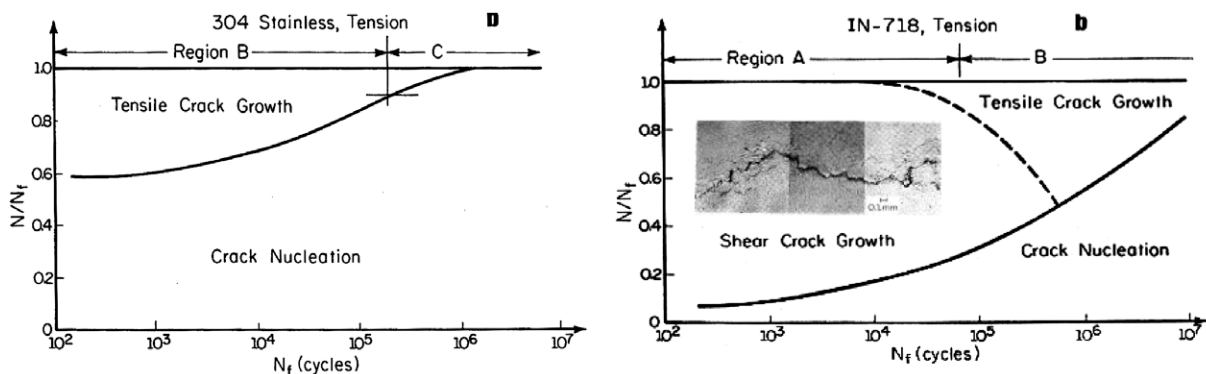 304 Stainless, Tension
Region B
C
1.0
Tensile Crack Growth
0.8
0.6
N/Nf
0.4
Crack Nucleation
0.2
0
10² 10³ 10⁴ 10⁵ 10⁶ 10⁷
Nf (cycles)
IN-718, Tension b
Region A
B
1.0
Tensile Crack Growth
0.8
0.6
N/Nf
0.1mm
0.4
Shear Crack Growth
Crack Nucleation
0.2
0
10² 10³ 10⁴ 10⁵ 10⁶ 10⁷
Nf (cycles)